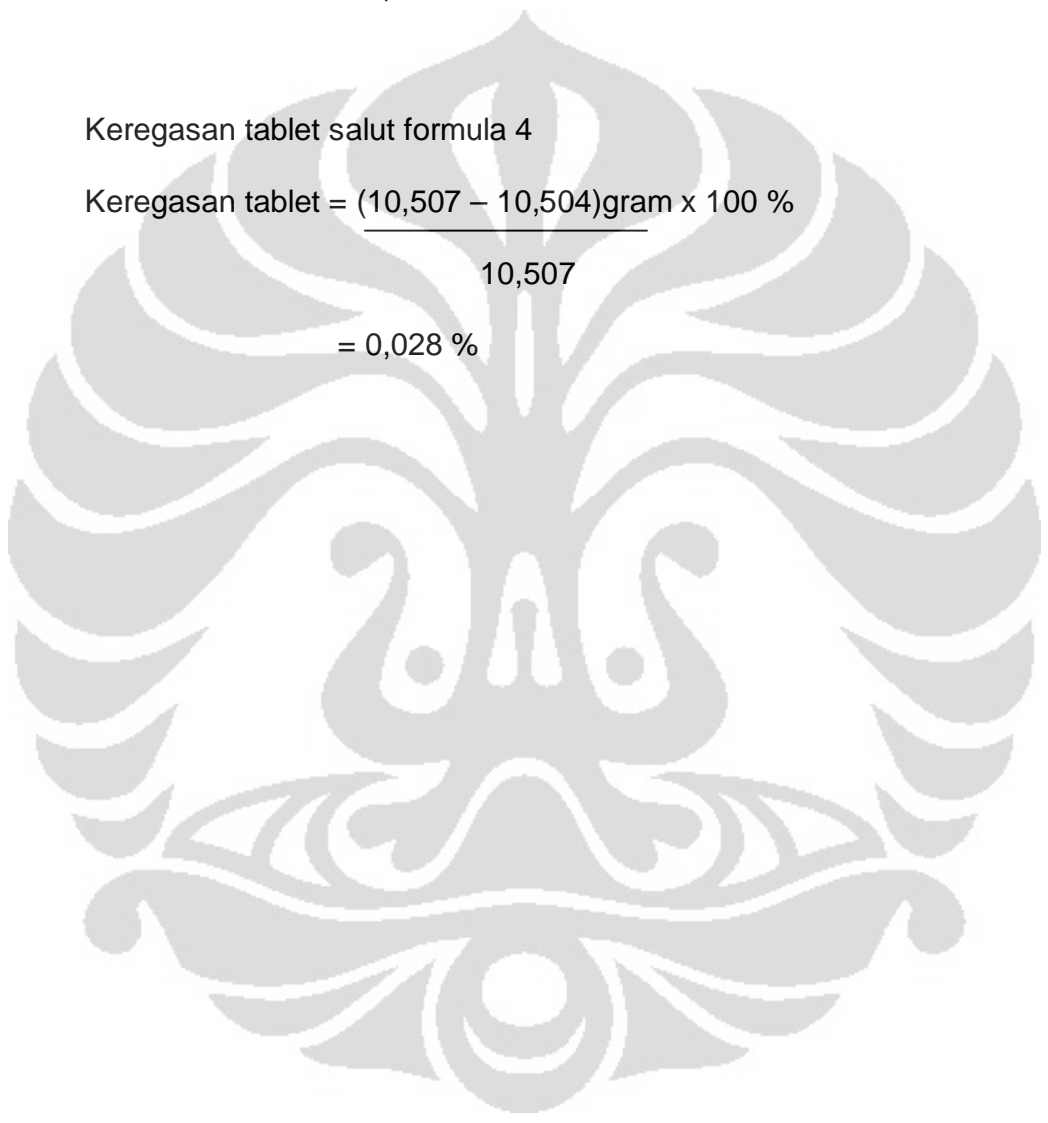 Keregasan tablet salut formula 4
Keregasan tablet = (10,507 – 10,504)gram x 100 %
10,507
= 0,028 %